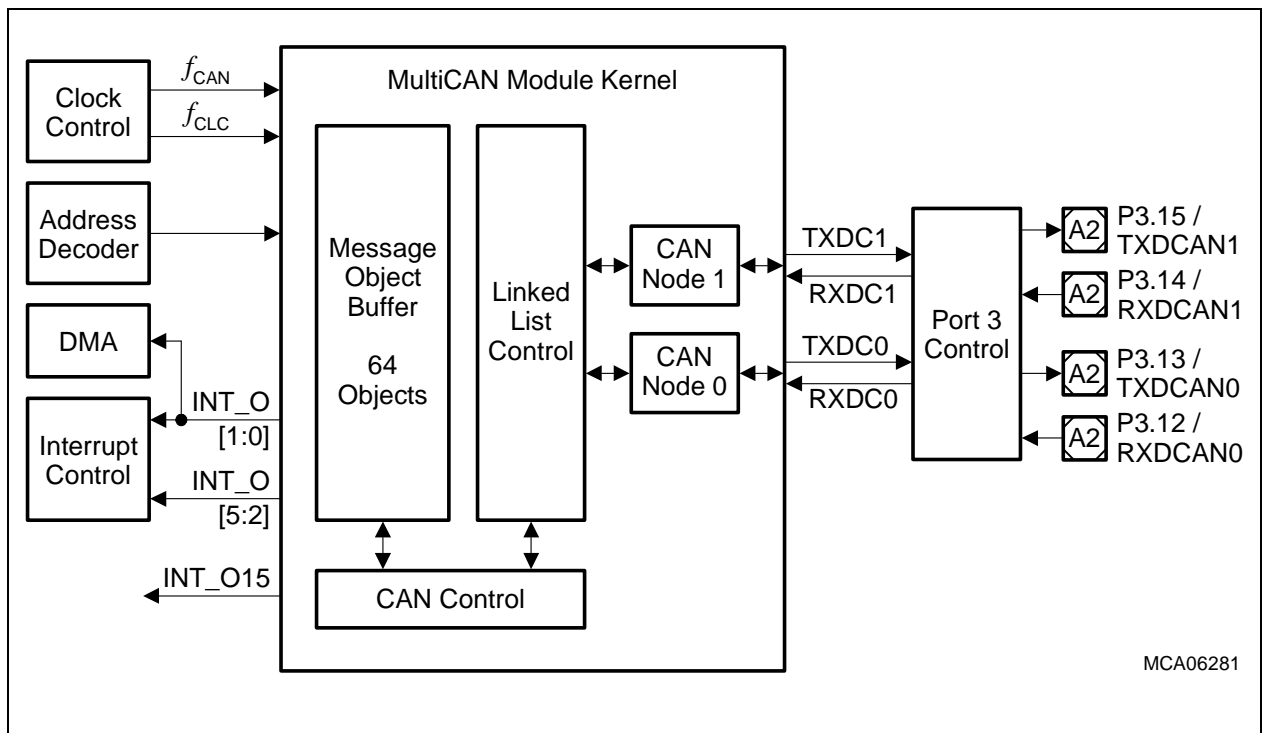 MultiCAN Module Kernel
Clock
Control
fCAN
fCLC
Address
Decoder
DMA
Interrupt
Control
INT_O
[1:0]
INT_O
[5:2]
INT_O15
Message
Object
Buffer
64
Objects
Linked
List
Control
CAN Control
CAN
Node 1
CAN
Node 0
TXDC1
RXDC1
TXDC0
RXDC0
Port 3
Control
A2
P3.15 /
TXDCAN1
A2
P3.14 /
RXDCAN1
A2
P3.13 /
TXDCAN0
A2
P3.12 /
RXDCAN0
MCA06281